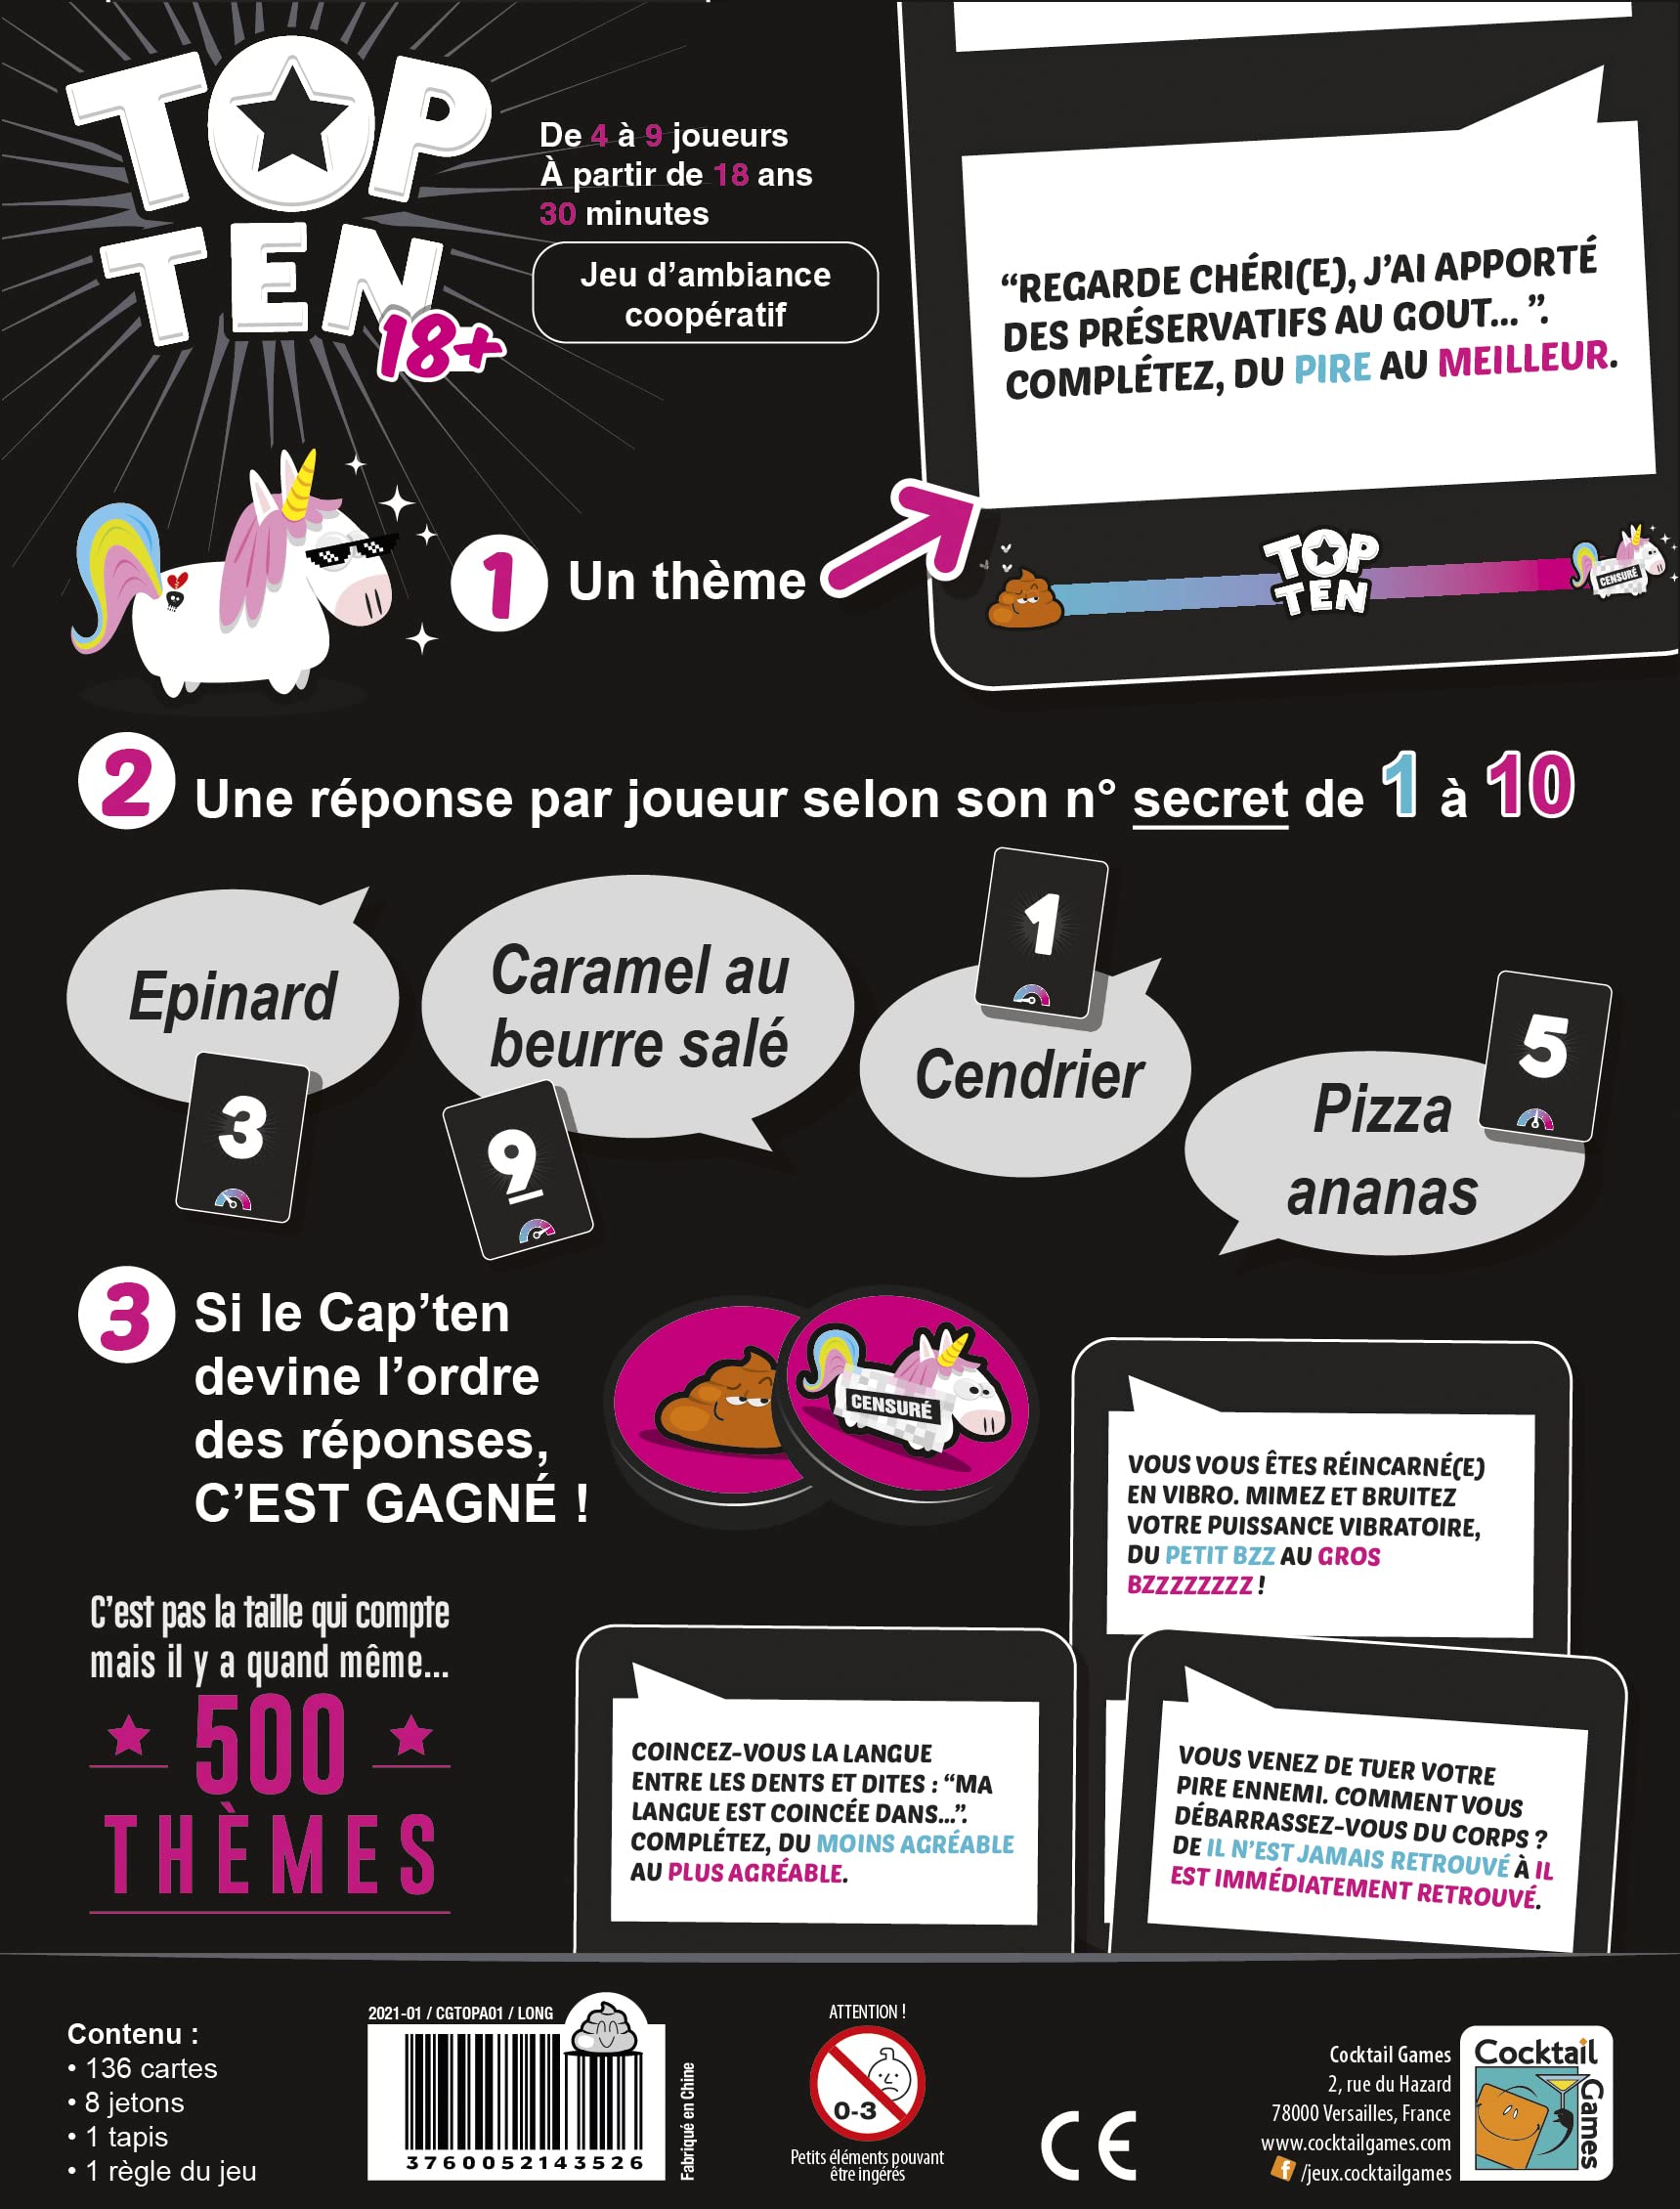 TOP
TEN
18+
De 4 à 9 joueurs
À partir de 18 ans
30 minutes
Jeu d’ambiance
coopératif
“REGARDE CHÉRI(E), J’AI APPORTÉ
DES PRÉSERVATIFS AU GOUT... ”.
COMPLÉTEZ, DU PIRE AU MEILLEUR.
TOP
TEN
CENSURÉ
1 Un thème
2 Une réponse par joueur selon son n° secret de 1 à 10
Epinard
3
Caramel au
beurre salé
9
1
Cendrier
5
Pizza
ananas
3 Si le Cap’ten
devine l’ordre
des réponses,
C’EST GAGNÉ !
CENSURÉ
VOUS VOUS ÊTES RÉINCARNÉ(E)
EN VIBRO. MIMEZ ET BRUITEZ
VOTRE PUISSANCE VIBRATOIRE,
DU PETIT BZZ AU GROS
BZZZZZZZZ !
C’est pas la taille qui compte
mais il y a quand même...
500
THÈMES
COINCEZ-VOUS LA LANGUE
ENTRE LES DENTS ET DITES : “MA
LANGUE EST COINCÉE DANS...”.
COMPLÉTEZ, DU MOINS AGRÉABLE
AU PLUS AGRÉABLE.
VOUS VENEZ DE TUER VOTRE
PIRE ENNEMI. COMMENT VOUS
DÉBARRASSEZ-VOUS DU CORPS ?
DE IL N’EST JAMAIS RETROUVÉ À IL
EST IMMÉDIATEMENT RETROUVÉ.
Contenu :
• 136 cartes
• 8 jetons
• 1 tapis
• 1 règle du jeu
2021-01 / CGTOPA01 / LONG
3760052143526
Fabriqué en Chine
ATTENTION !
0-3
Petits éléments pouvant
être ingérés
CE
Cocktail Games
2, rue du Hazard
78000 Versailles, France
www.cocktailgames.com
f /jeux.cocktailgames
Cocktail
Games